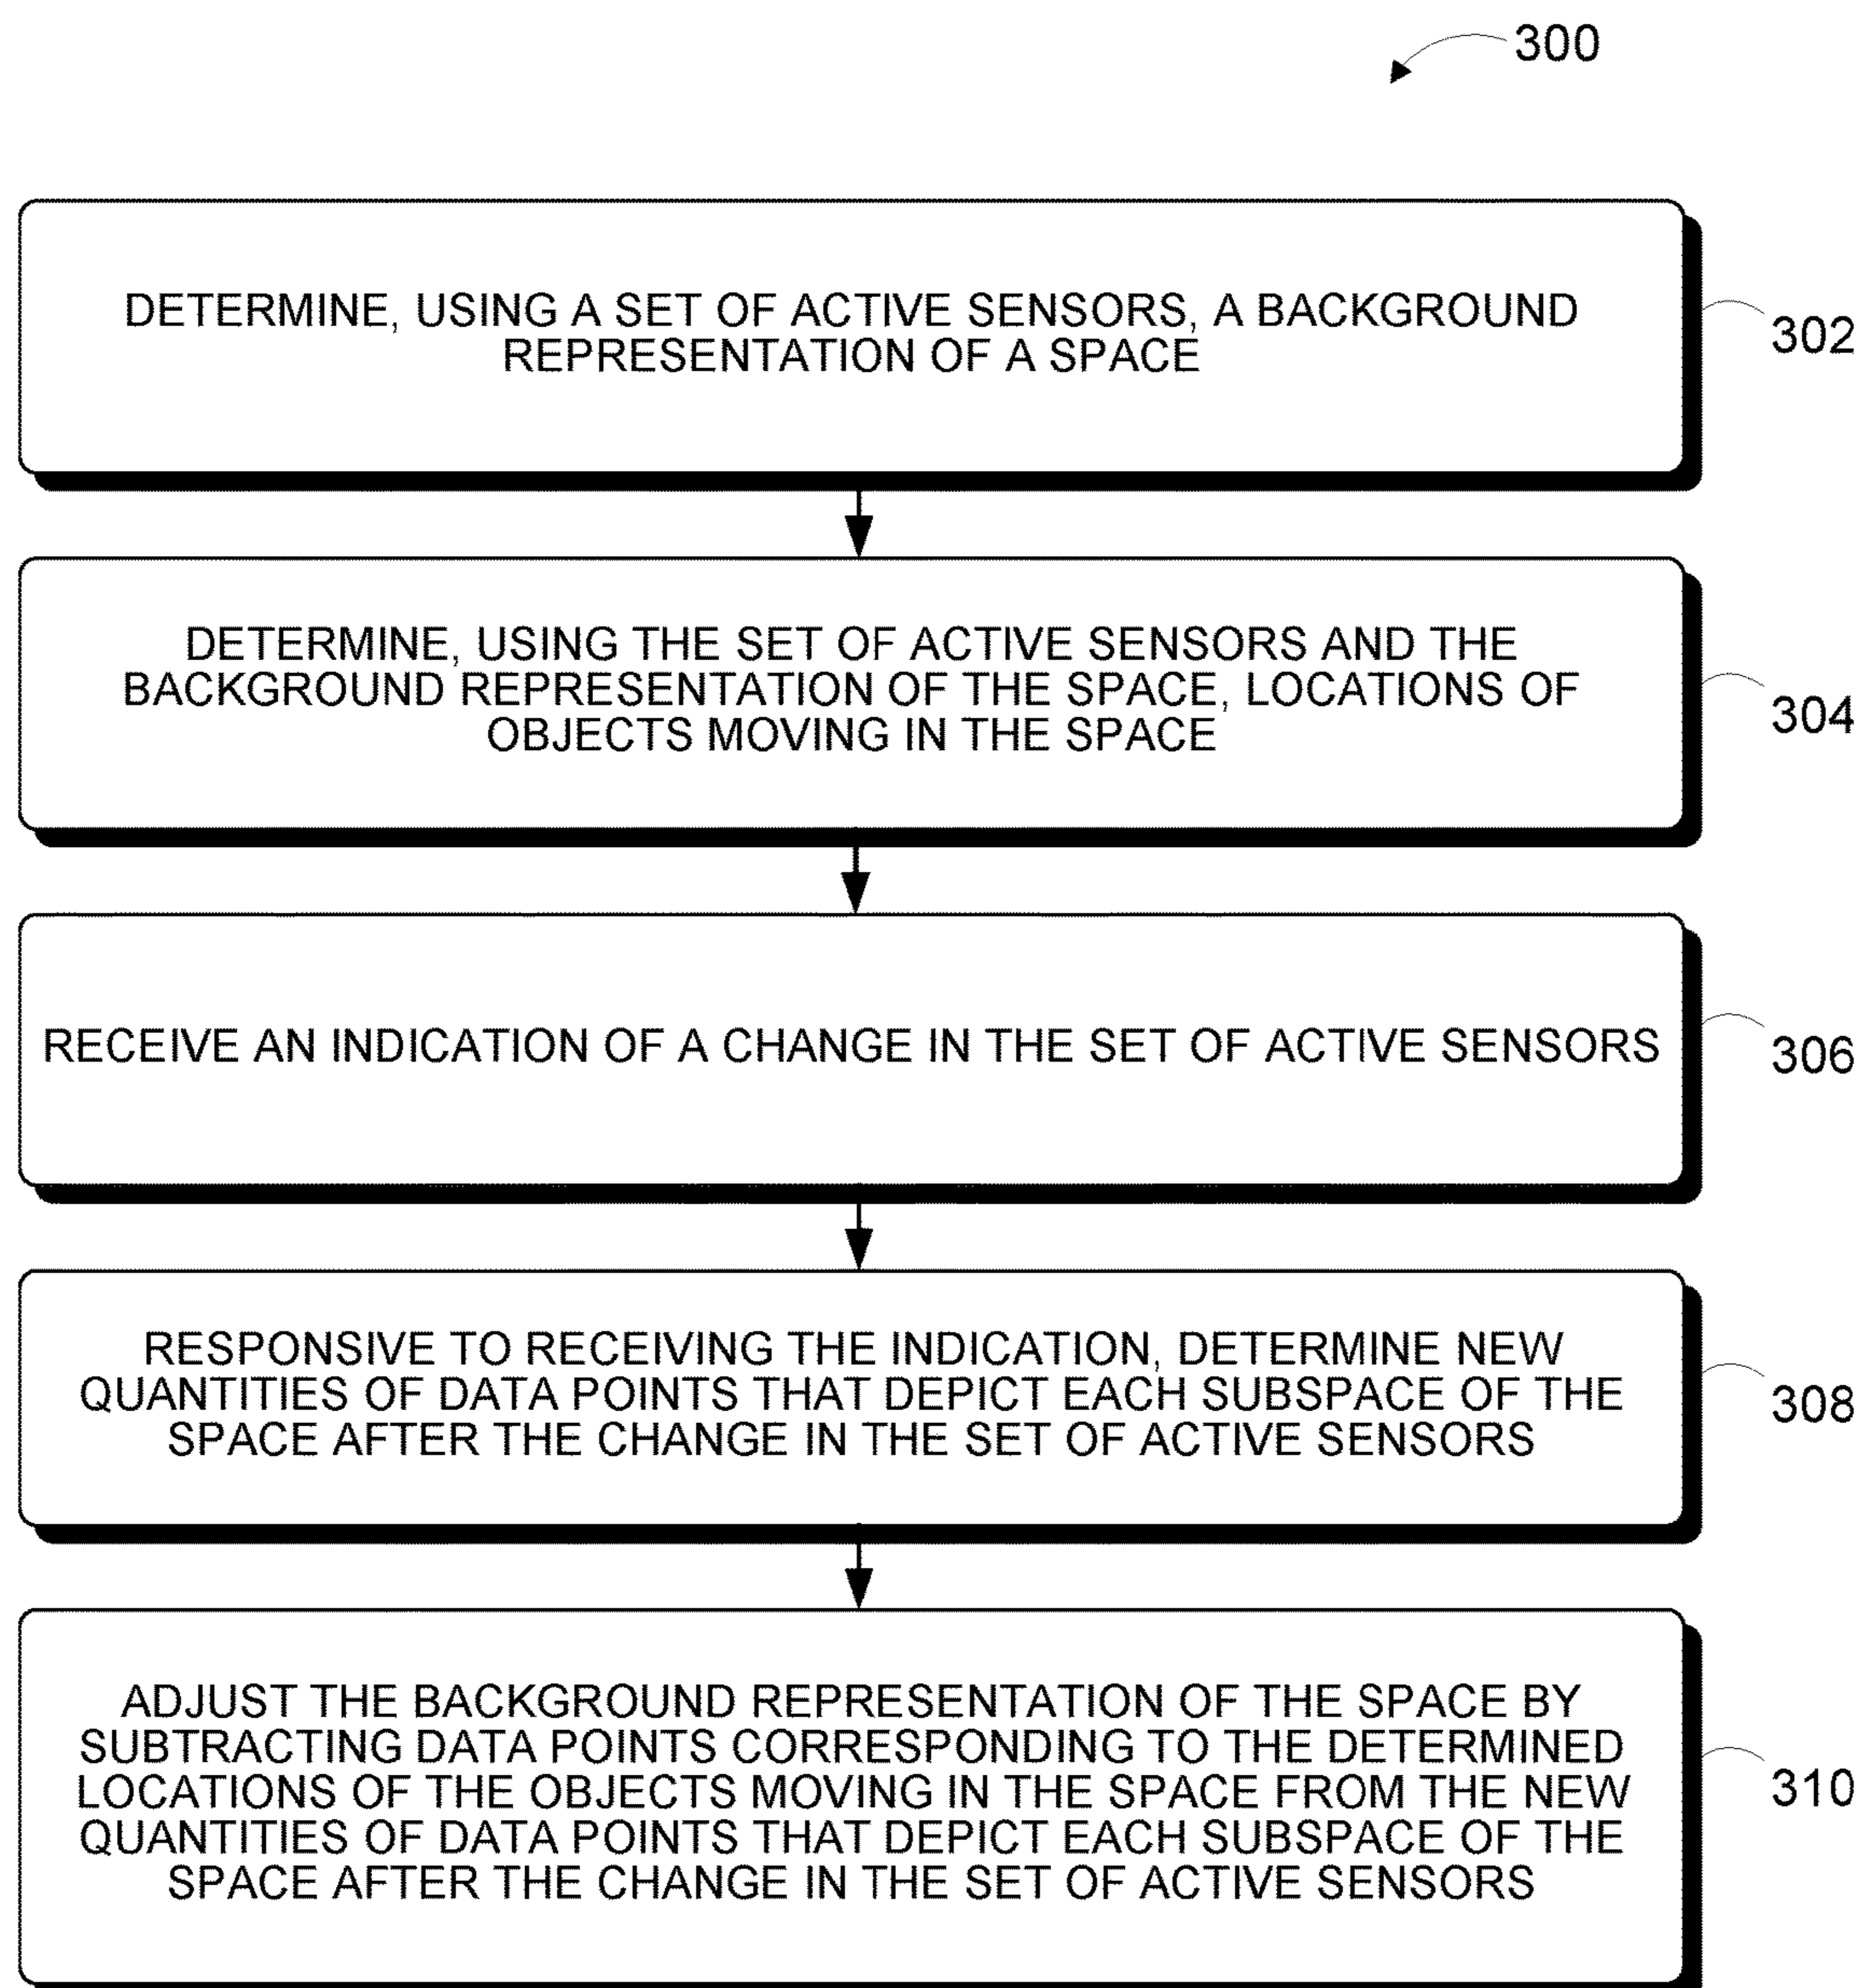 300
DETERMINE, USING A SET OF ACTIVE SENSORS, A BACKGROUND
REPRESENTATION OF A SPACE
302
DETERMINE, USING THE SET OF ACTIVE SENSORS AND THE
BACKGROUND REPRESENTATION OF THE SPACE, LOCATIONS OF
OBJECTS MOVING IN THE SPACE
304
RECEIVE AN INDICATION OF A CHANGE IN THE SET OF ACTIVE SENSORS
306
RESPONSIVE TO RECEIVING THE INDICATION, DETERMINE NEW
QUANTITIES OF DATA POINTS THAT DEPICT EACH SUBSPACE OF THE
SPACE AFTER THE CHANGE IN THE SET OF ACTIVE SENSORS
308
ADJUST THE BACKGROUND REPRESENTATION OF THE SPACE BY
SUBTRACTING DATA POINTS CORRESPONDING TO THE DETERMINED
LOCATIONS OF THE OBJECTS MOVING IN THE SPACE FROM THE NEW
QUANTITIES OF DATA POINTS THAT DEPICT EACH SUBSPACE OF THE
SPACE AFTER THE CHANGE IN THE SET OF ACTIVE SENSORS
310